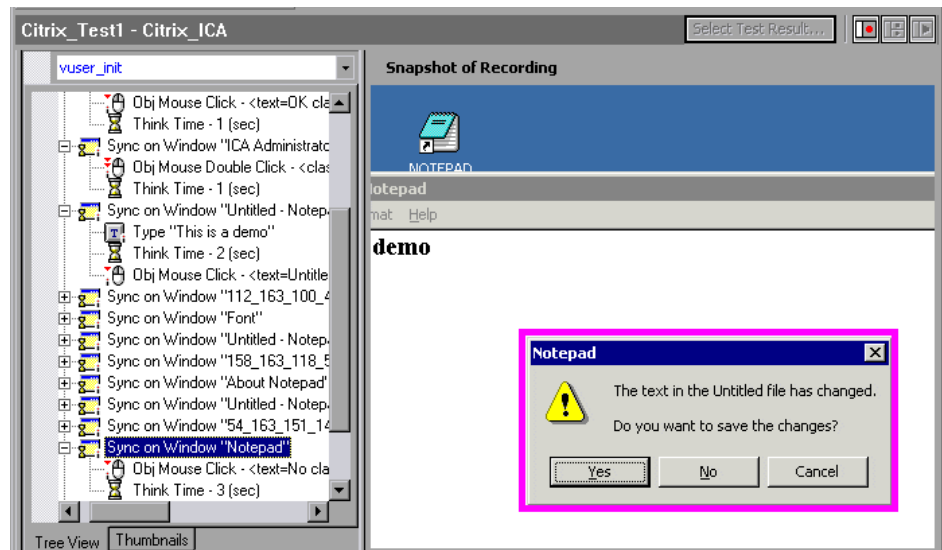 Citrix_Test1 - Citrix_ICA
Select Test Result...
vuser_init
Obj Mouse Click - <text=OK cla
Think Time - 1 (sec)
Sync on Window "ICA Administratc
Obj Mouse Double Click - <clas
Think Time - 1 (sec)
Sync on Window "Untitled - Notep
Type "This is a demo"
Think Time - 2 (sec)
Obj Mouse Click - <text=Untitle
Sync on Window "112_163_100_4
Sync on Window "Font"
Sync on Window "Untitled - Notep
Sync on Window "158_163_118_5
Sync on Window "About Notepad"
Sync on Window "Untitled - Notep
Sync on Window "54_163_151_14
Sync on Window "Notepad"
Obj Mouse Click - <text=No cla
Think Time - 3 (sec)
Tree View
Thumbnails
Snapshot of Recording
NOTEPAD
lotepad
mat Help
demo
Notepad
The text in the Untitled file has changed.
Do you want to save the changes?
Yes
No
Cancel